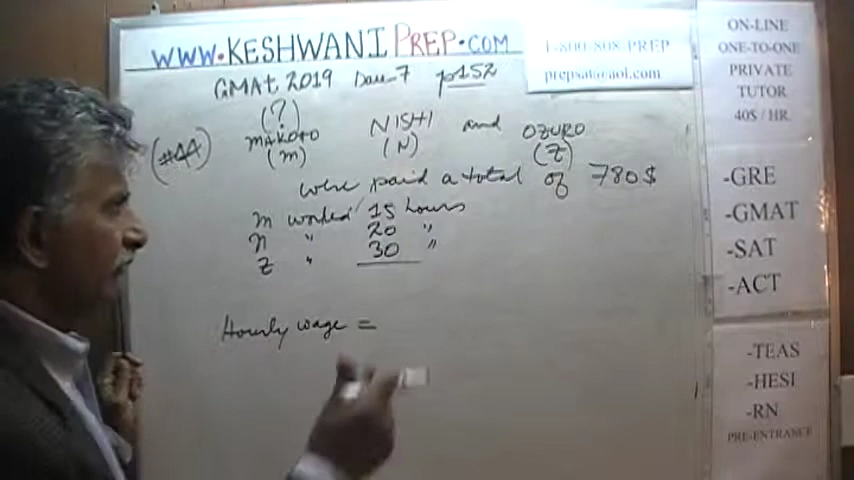 WWW.KESHWANIPREP.COM
1-800-808-PREP
prepsat@aol.com
GMAT 2019 p152
(?)
(#44) MAKOTO NISHI and OZURO
(M) (N) (Z)
were paid a total of 780$
M worked 15 hours
N " 20 "
Z " 30 "
Hourly wage =
ON-LINE
ONE-TO-ONE
PRIVATE
TUTOR
40$ / HR.
-GRE
-GMAT
-SAT
-ACT
-TEAS
-HESI
-RN
PRE-ENTRANCE